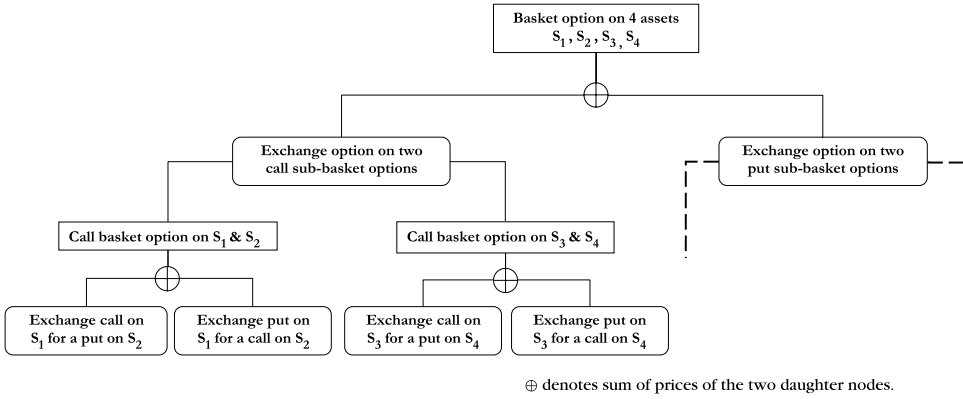 Basket option on 4 assets
S₁ , S₂ , S₃ , S₄
Exchange option on two
call sub-basket options
Exchange option on two
put sub-basket options
Call basket option on S₁ & S₂
Call basket option on S₃ & S₄
Exchange call on
S₁ for a put on S₂
Exchange put on
S₁ for a call on S₂
Exchange call on
S₃ for a put on S₄
Exchange put on
S₃ for a call on S₄
⊕ denotes sum of prices of the two daughter nodes.